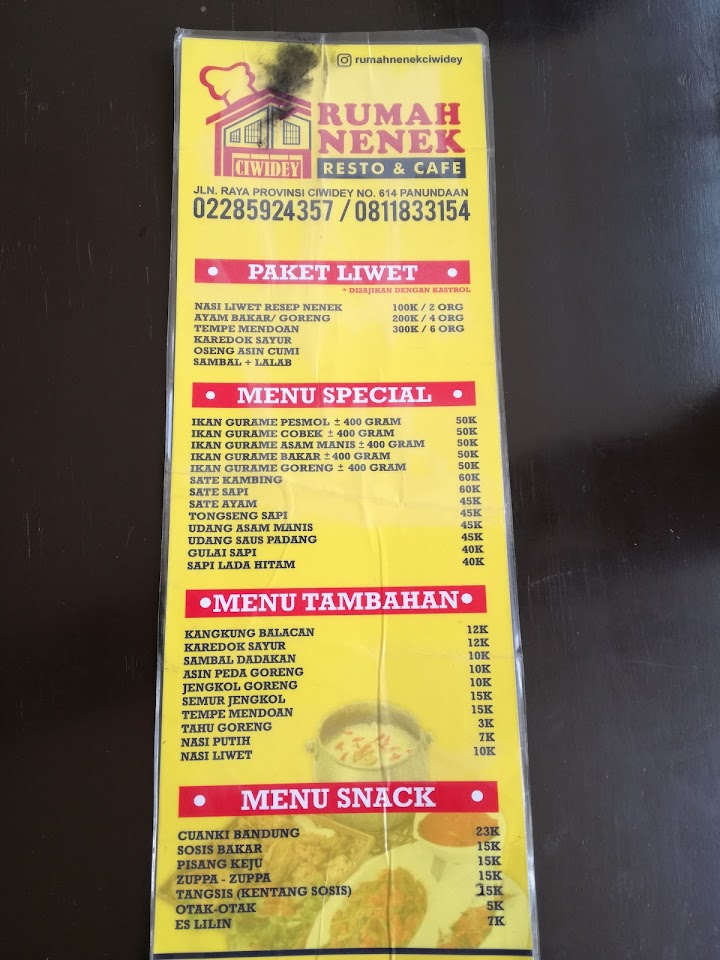 rumahnenekciwidey
RUMAH
NENEK
CIWIDEY
RESTO & CAFE
JLN. RAYA PROVINSI CIWIDEY NO. 614 PANUNDAAN
02285924357 / 0811833154
• PAKET LIWET •
* DISAJIKAN DENGAN KASTROL
NASI LIWET RESEP NENEK 100K / 2 ORG
AYAM BAKAR/ GORENG 200K / 4 ORG
TEMPE MENDOAN 300K / 6 ORG
KAREDOK SAYUR
OSENG ASIN CUMI
SAMBAL + LALAB
• MENU SPECIAL •
IKAN GURAME PESMOL ± 400 GRAM 50K
IKAN GURAME COBEK ± 400 GRAM 50K
IKAN GURAME ASAM MANIS ± 400 GRAM 50K
IKAN GURAME BAKAR ± 400 GRAM 50K
IKAN GURAME GORENG ± 400 GRAM 50K
SATE KAMBING 60K
SATE SAPI 60K
SATE AYAM 45K
TONGSENG SAPI 45K
UDANG ASAM MANIS 45K
UDANG SAUS PADANG 45K
GULAI SAPI 40K
SAPI LADA HITAM 40K
• MENU TAMBAHAN •
KANGKUNG BALACAN 12K
KAREDOK SAYUR 12K
SAMBAL DADAKAN 10K
ASIN PEDA GORENG 10K
JENGKOL GORENG 10K
SEMUR JENGKOL 15K
TEMPE MENDOAN 15K
TAHU GORENG 3K
NASI PUTIH 7K
NASI LIWET 10K
• MENU SNACK •
CUANKI BANDUNG 23K
SOSIS BAKAR 15K
PISANG KEJU 15K
ZUPPA - ZUPPA 15K
TANGSIS (KENTANG SOSIS) 15K
OTAK-OTAK 5K
ES LILIN 7K